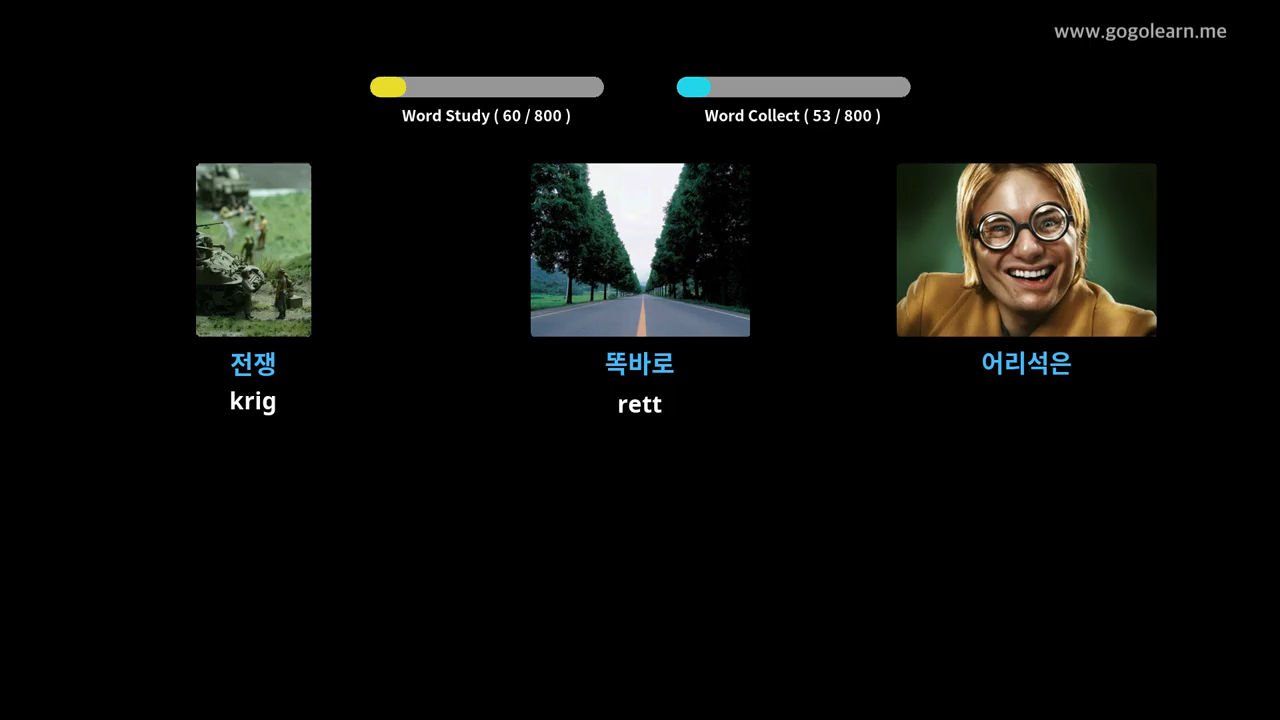 www.gogolearn.me
Word Study ( 60 / 800 )
Word Collect ( 53 / 800 )
전쟁
krig
똑바로
rett
어리석은